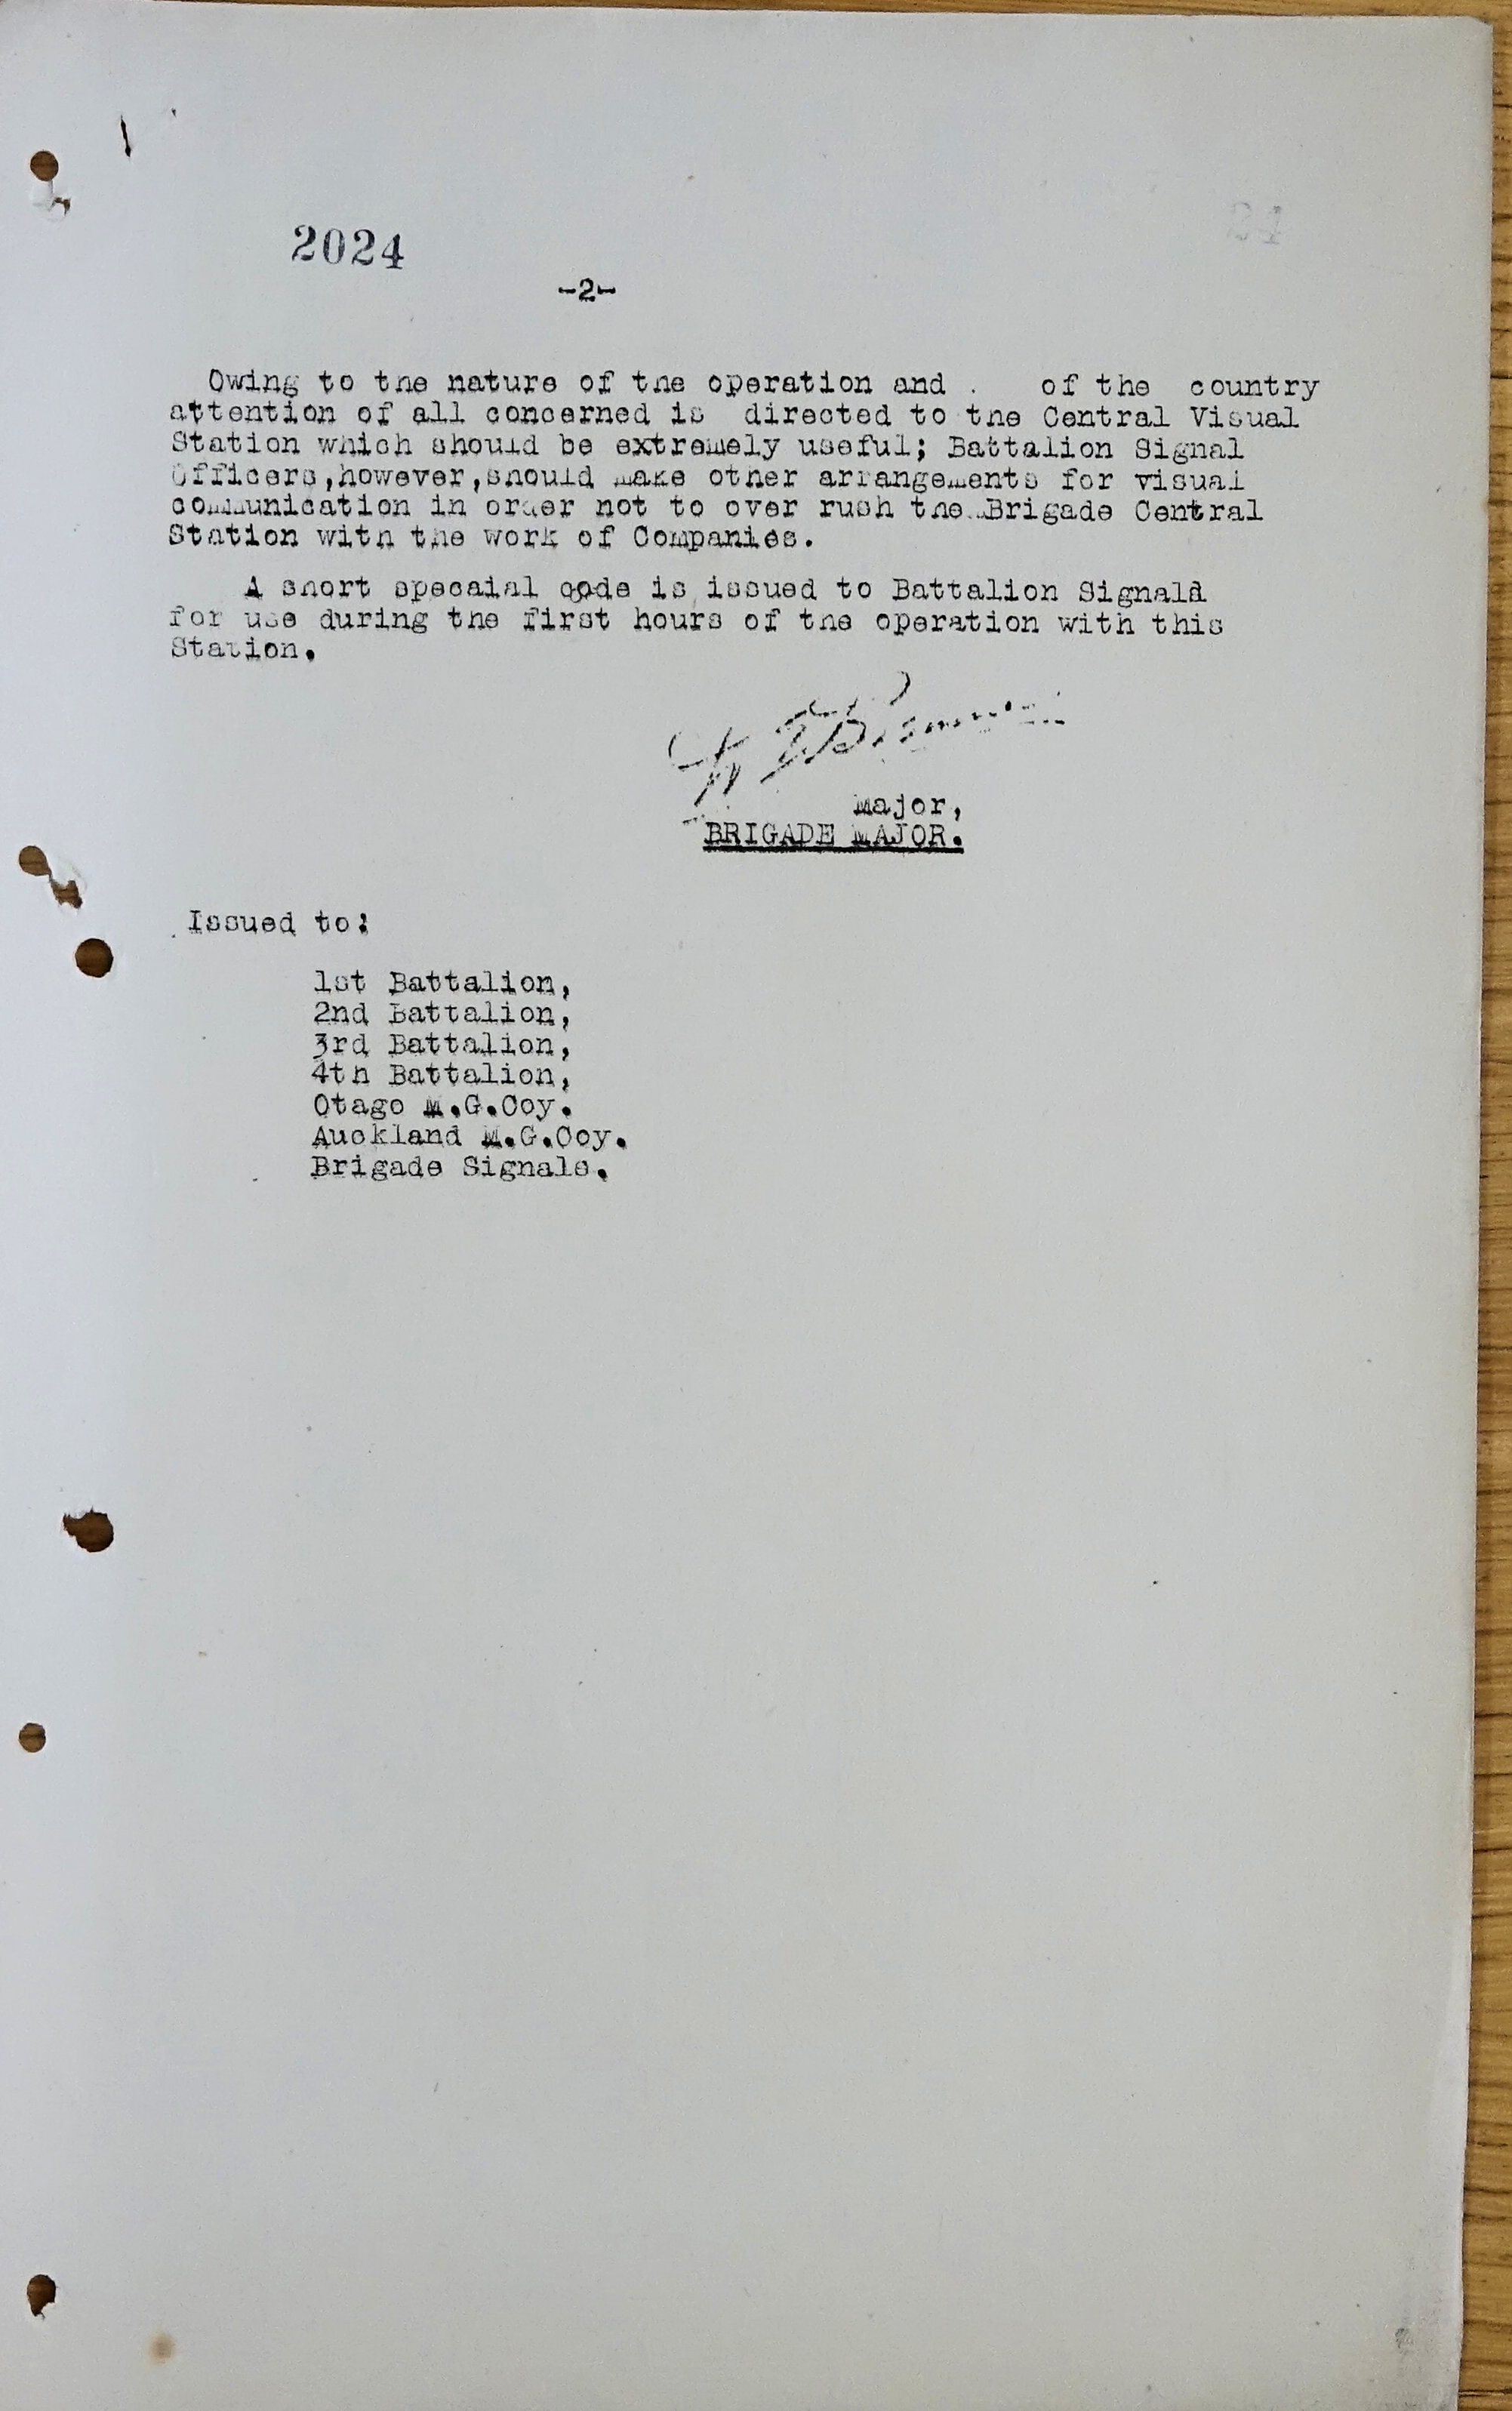 2024
-2-
Owing to the nature of the operation and . of the country
attention of all concerned is directed to the Central Visual
Station which should be extremely useful; Battalion Signal
Officers,however,should make other arrangements for visual
communication in order not to over rush the Brigade Central
Station with the work of Companies.
A short specaial code is issued to Battalion Signald
for use during the first hours of the operation with this
Station.
Major,
BRIGADE MAJOR.
Issued to:
1st Battalion,
2nd Battalion,
3rd Battalion,
4th Battalion,
Otago M.G.Coy.
Auckland M.G.Coy.
Brigade Signals.